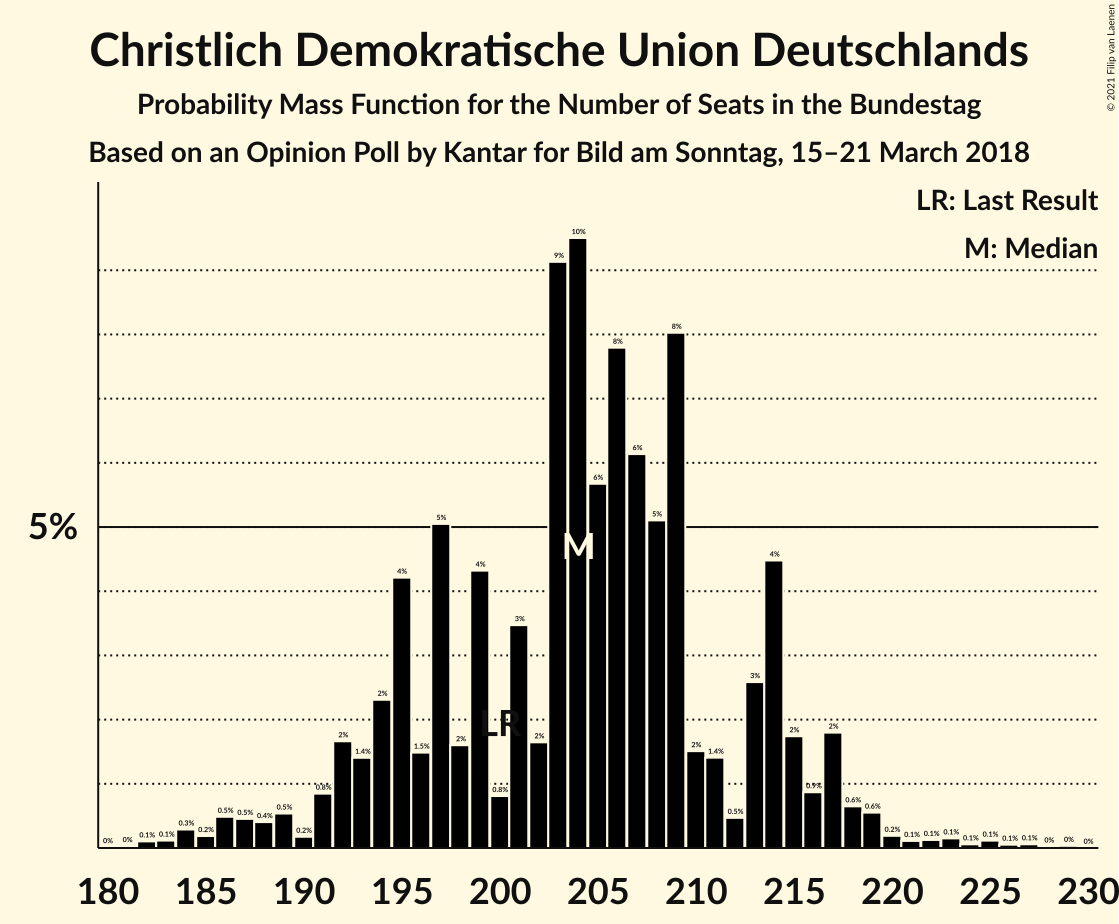 © 2021 Filip van Laenen
Christlich Demokratische Union Deutschlands
Probability Mass Function for the Number of Seats in the Bundestag
Based on an Opinion Poll by Kantar for Bild am Sonntag, 15–21 March 2018
LR: Last Result
M: Median
5%
0% 0% 0.1% 0.1% 0.3% 0.2% 0.5% 0.5% 0.4% 0.5% 0.2% 0.8% 2% 1.4% 2% 4% 1.5% 5% 2% 4% 0.8% 3% 2% 9% 10% 6% 8% 6% 5% 8% 2% 1.4% 0.5% 3% 4% 2% 0.9% 2% 0.6% 0.6% 0.2% 0.1% 0.1% 0.1% 0.1% 0.1% 0.1% 0.1% 0% 0% 0%
M
LR
180 185 190 195 200 205 210 215 220 225 230